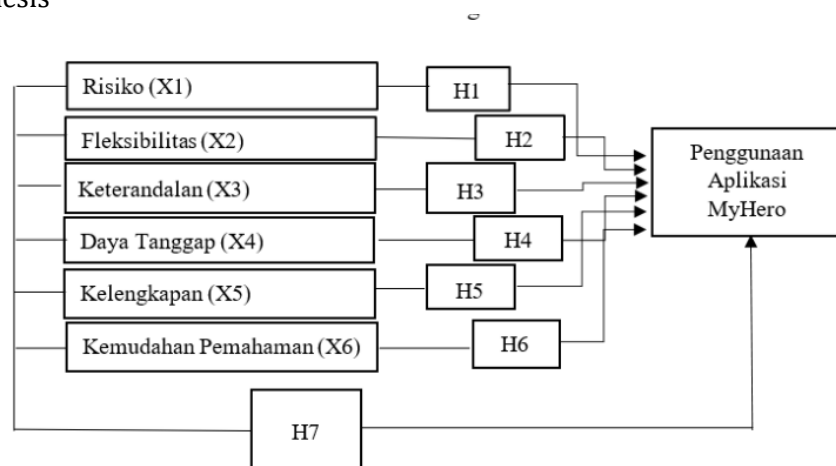 Risiko (X1)
H1
Fleksibilitas (X2)
H2
Keterandalan (X3)
H3
Daya Tanggap (X4)
H4
Kelengkapan (X5)
H5
Kemudahan Pemahaman (X6)
H6
Penggunaan
Aplikasi
MyHero
H7